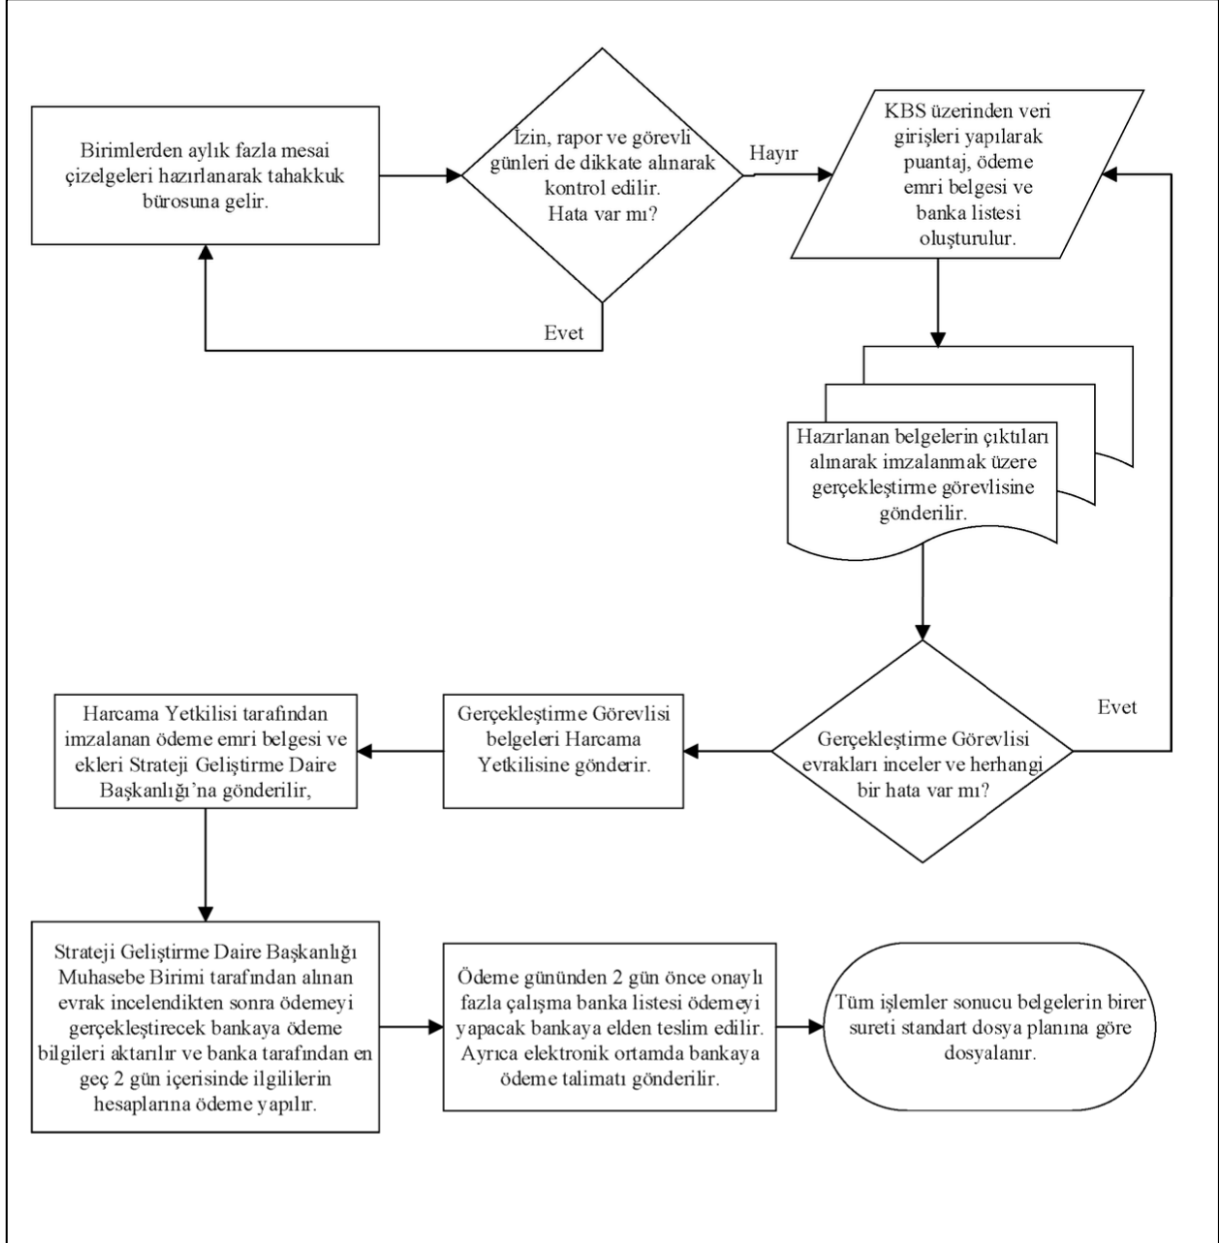 Birimlerden aylık fazla mesai
çizelgeleri hazırlanarak tahakkuk
bürosuna gelir.
İzin, rapor ve görevli
günleri de dikkate alınarak
kontrol edilir.
Hata var mı?
Hayır
Evet
KBS üzerinden veri
girişleri yapılarak
puantaj, ödeme
emri belgesi ve
banka listesi
oluşturulur.
Hazırlanan belgelerin çıktıları
alınarak imzalanmak üzere
gerçekleştirme görevlisine
gönderilir.
Gerçekleştirme Görevlisi
evrakları inceler ve herhangi
bir hata var mı?
Evet
Gerçekleştirme Görevlisi
belgeleri Harcama
Yetkilisine gönderir.
Harcama Yetkilisi tarafından
imzalanan ödeme emri belgesi ve
ekleri Strateji Geliştirme Daire
Başkanlığı’na gönderilir,
Strateji Geliştirme Daire Başkanlığı
Muhasebe Birimi tarafından alınan
evrak incelendikten sonra ödemeyi
gerçekleştirecek bankaya ödeme
bilgileri aktarılır ve banka tarafından en
geç 2 gün içerisinde ilgililerin
hesaplarına ödeme yapılır.
Ödeme gününden 2 gün önce onaylı
fazla çalışma banka listesi ödemeyi
yapacak bankaya elden teslim edilir.
Ayrıca elektronik ortamda bankaya
ödeme talimatı gönderilir.
Tüm işlemler sonucu belgelerin birer
sureti standart dosya planına göre
dosyalanır.